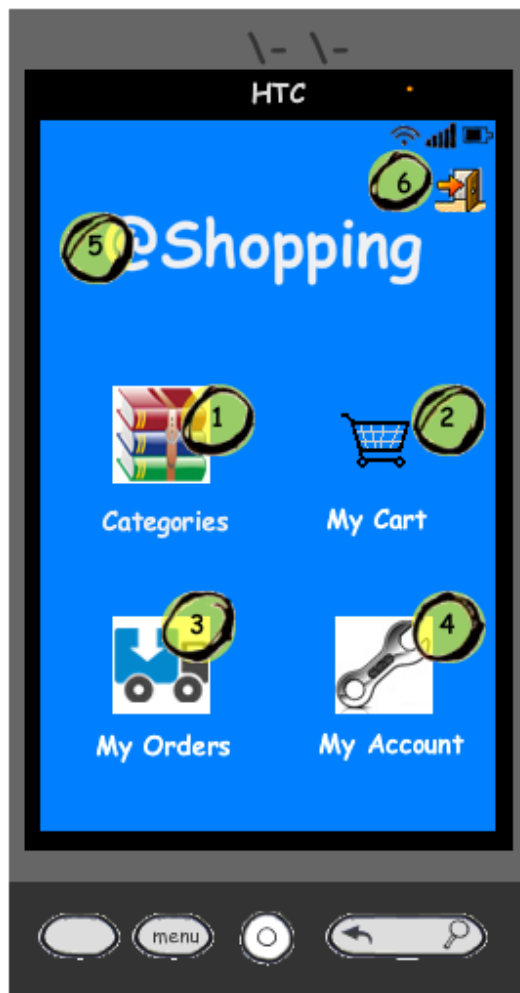 \- \-
HTC
6
5 @Shopping
1 2
Categories My Cart
3 4
My Orders My Account
menu